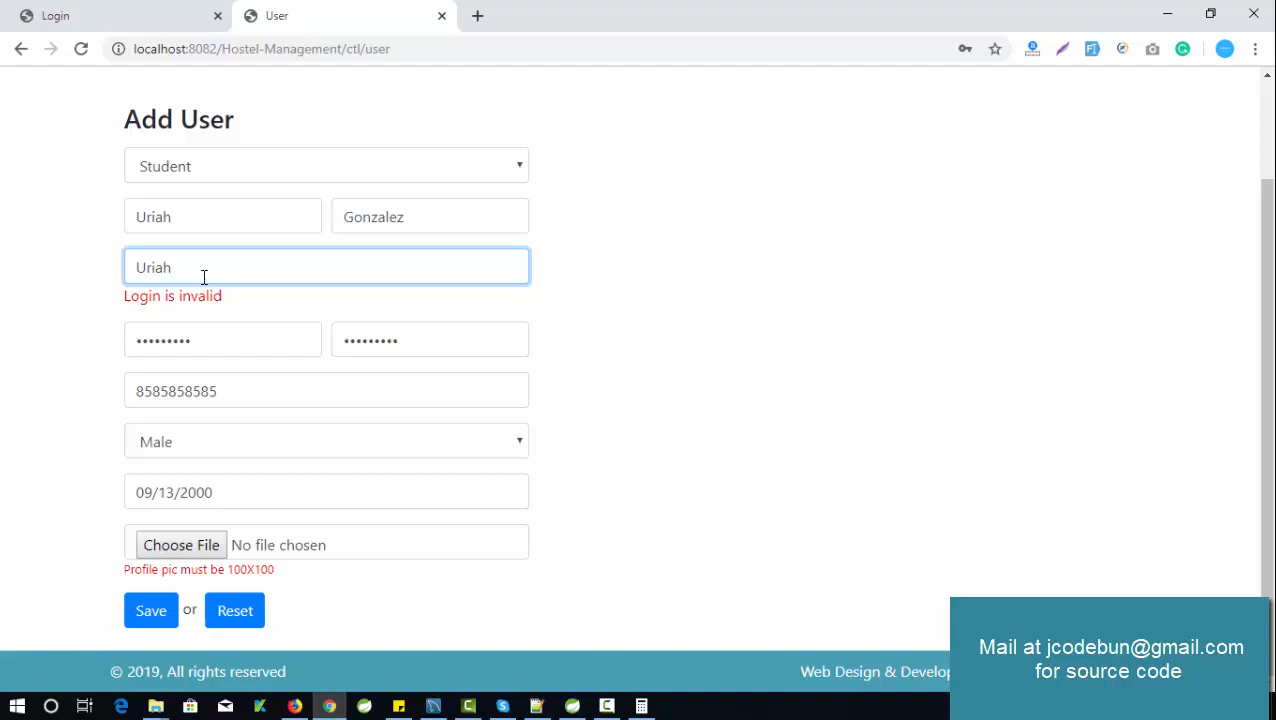 Login
User
localhost:8082/Hostel-Management/ctl/user
Add User
Student
Uriah
Gonzalez
Uriah
Login is invalid
8585858585
Male
09/13/2000
Choose File No file chosen
Profile pic must be 100X100
Save or Reset
© 2019, All rights reserved
Web Design &
Mail at jcodebun@gmail.com
for source code